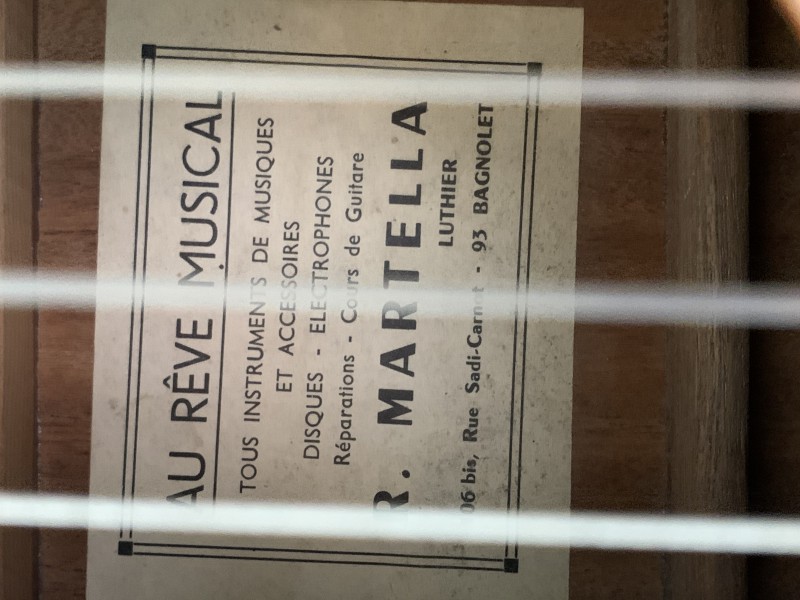 AU RÊVE MUSICAL
TOUS INSTRUMENTS DE MUSIQUES
ET ACCESSOIRES
DISQUES - ELECTROPHONES
Réparations - Cours de Guitare
R. MARTELLA
LUTHIER
bis, Rue Sadi-Carnot - 93 BAGNOLET